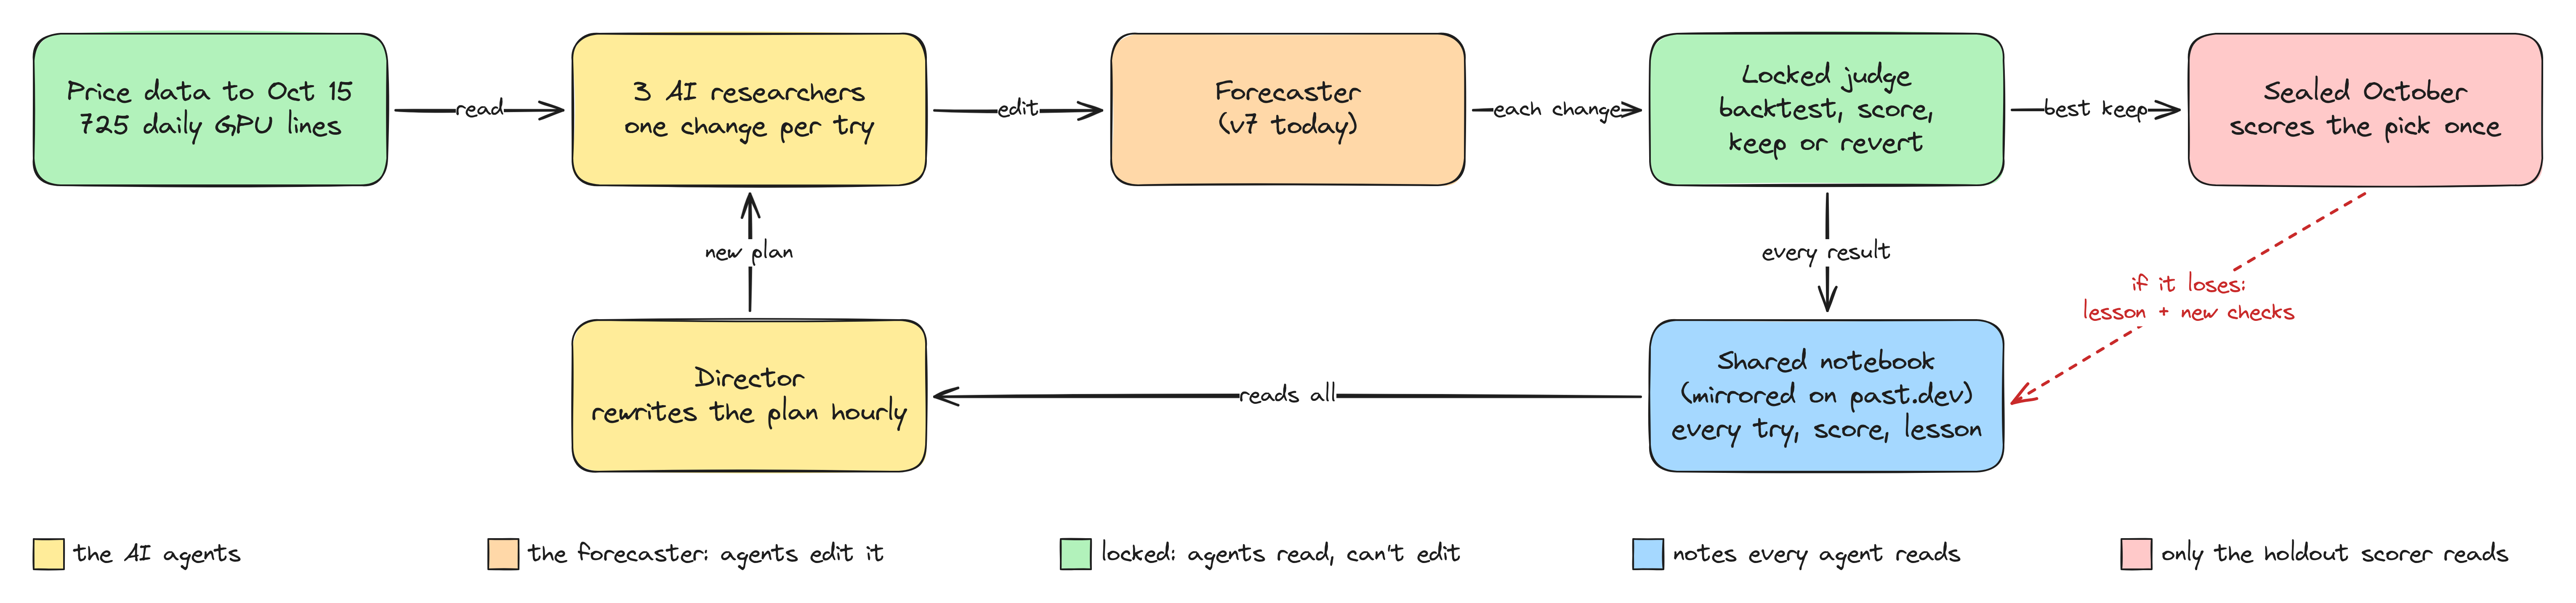 Price data to Oct 15
725 daily GPU lines
read
3 AI researchers
one change per try
edit
Forecaster
(v7 today)
each change
Locked judge
backtest, score,
keep or revert
best keep
Sealed October
scores the pick once
new plan
every result
if it loses:
lesson + new checks
Director
rewrites the plan hourly
reads all
Shared notebook
(mirrored on past.dev)
every try, score, lesson
the AI agents
the forecaster: agents edit it
locked: agents read, can't edit
notes every agent reads
only the holdout scorer reads